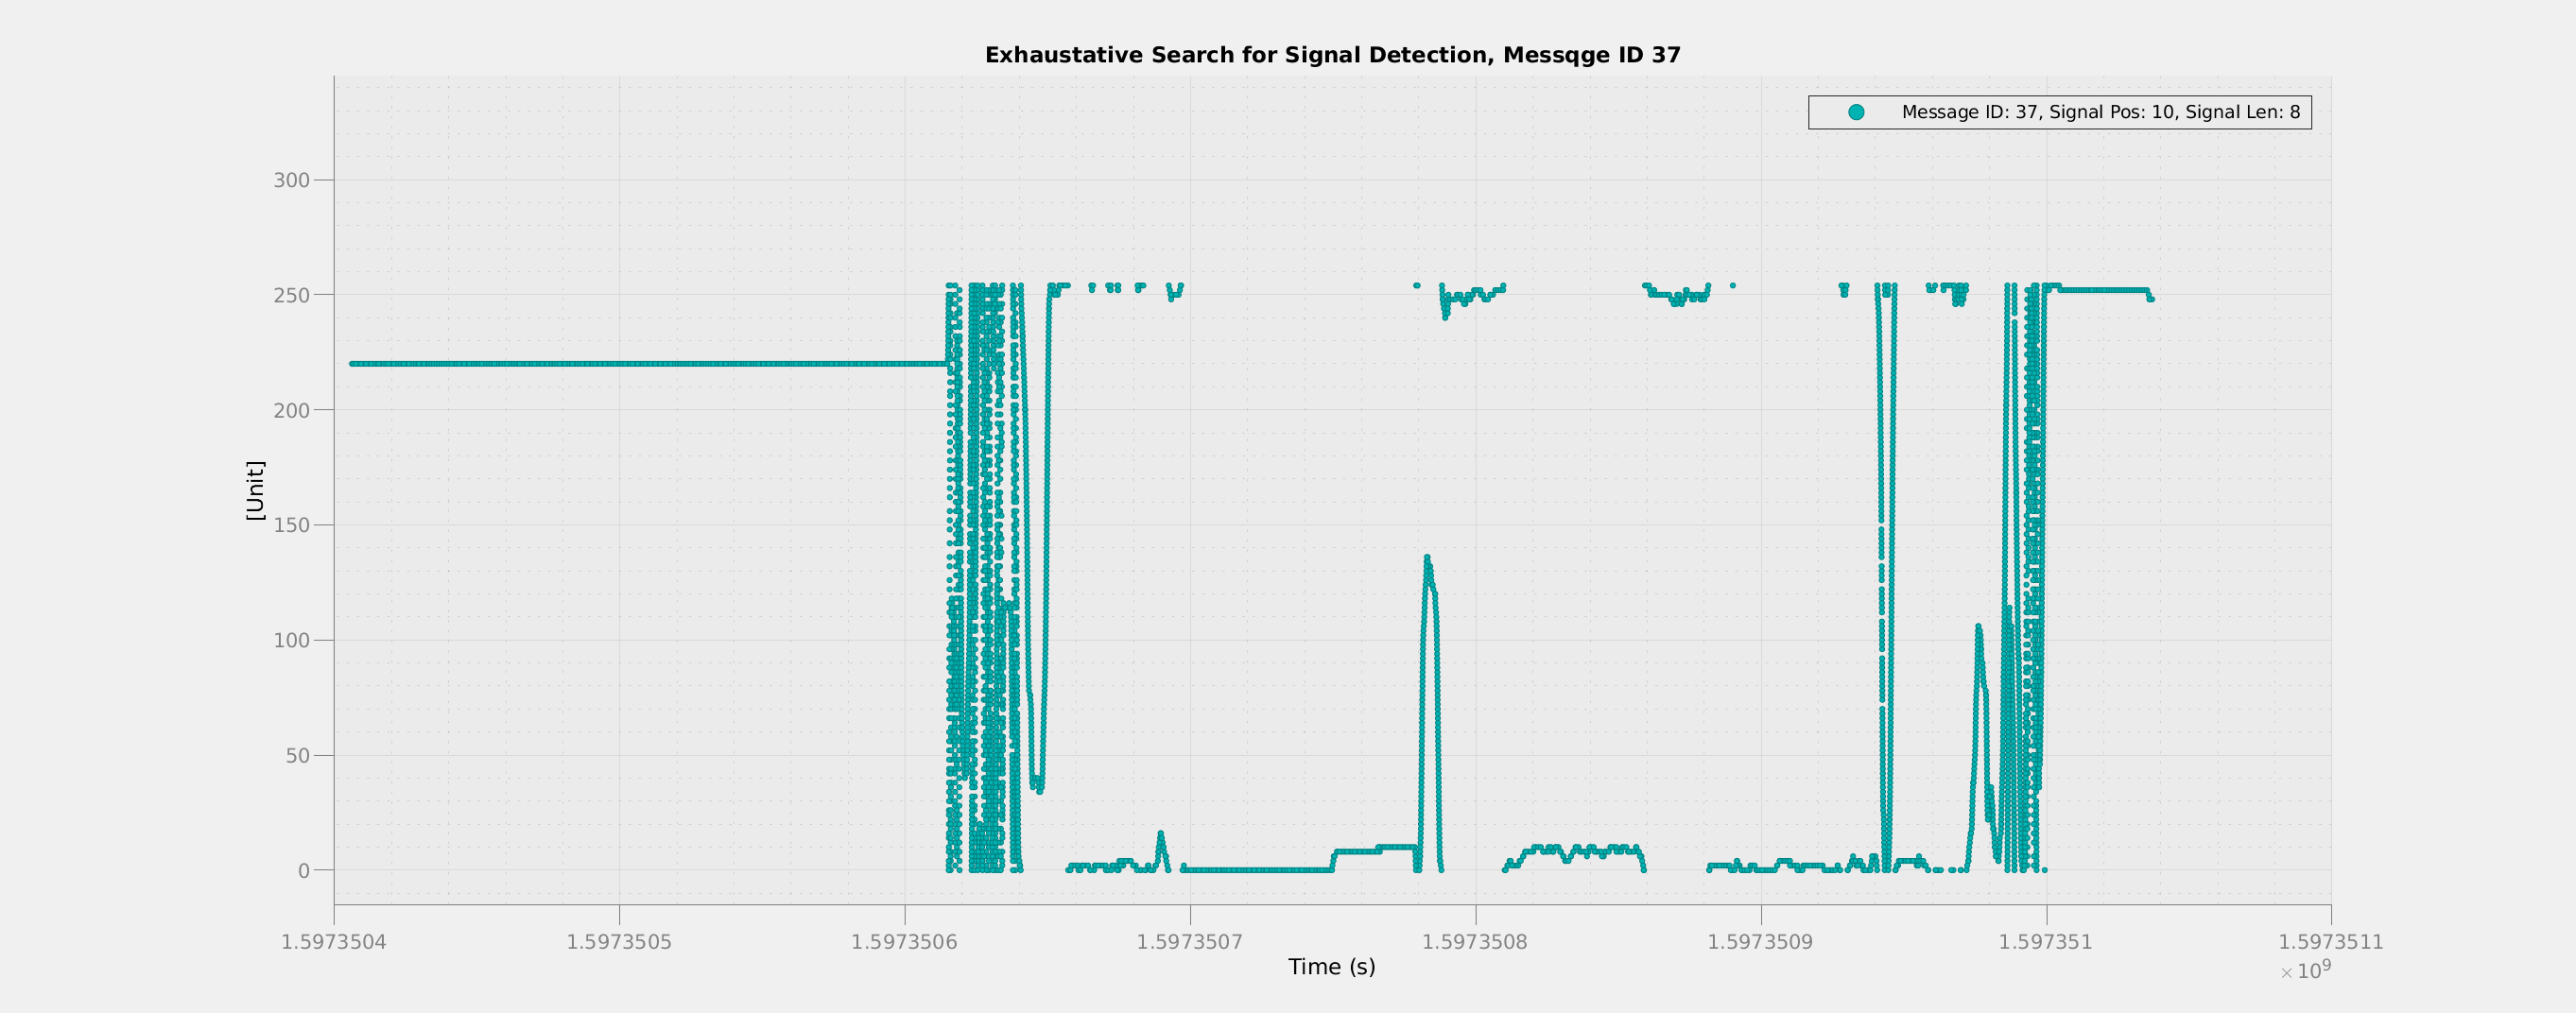 Exhaustative Search for Signal Detection, Messqge ID 37
Message ID: 37, Signal Pos: 10, Signal Len: 8
300
250
200
150
100
50
0
[Unit]
1.5973504 1.5973505 1.5973506 1.5973507 1.5973508 1.5973509 1.597351 1.5973511
Time (s)
× 10⁹